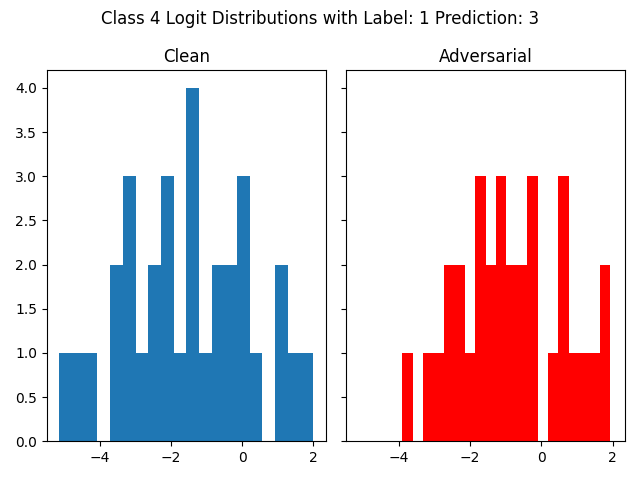 Class 4 Logit Distributions with Label: 1 Prediction: 3
Clean
Adversarial
4.0
3.5
3.0
2.5
2.0
1.5
1.0
0.5
0.0
−4 −2 0 2
−4 −2 0 2